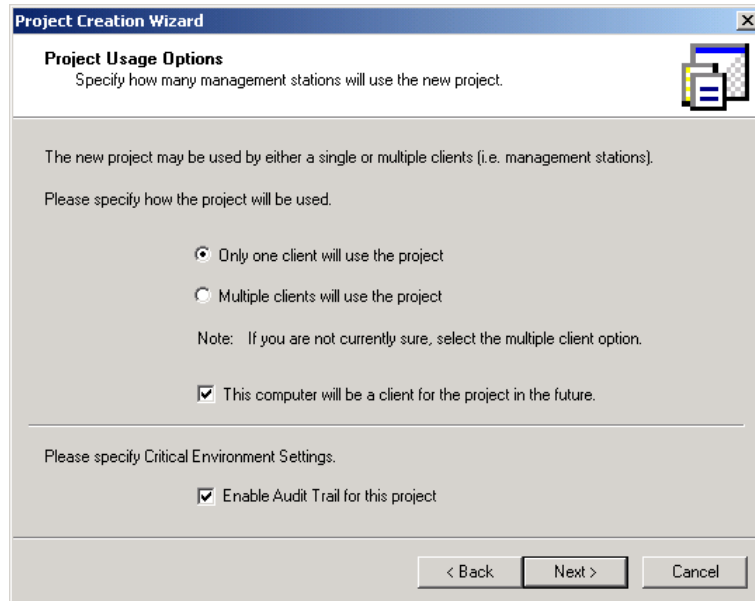 Project Creation Wizard
Project Usage Options
Specify how many management stations will use the new project.
The new project may be used by either a single or multiple clients (i.e. management stations).
Please specify how the project will be used.
Only one client will use the project
Multiple clients will use the project
Note: If you are not currently sure, select the multiple client option.
This computer will be a client for the project in the future.
Please specify Critical Environment Settings.
Enable Audit Trail for this project
< Back Next > Cancel